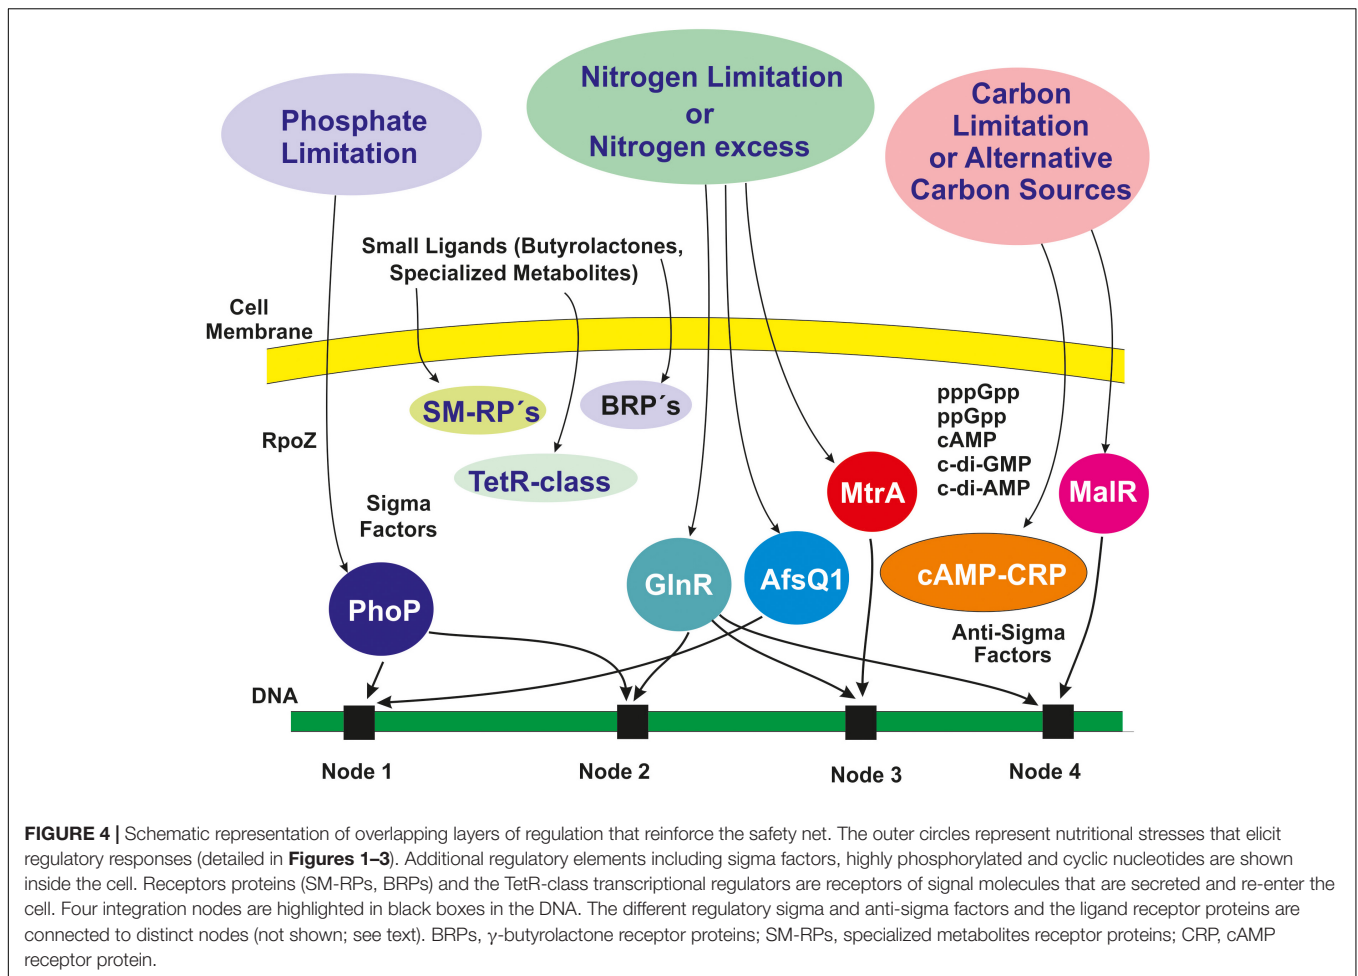 Phosphate
Limitation
Nitrogen Limitation
or
Nitrogen excess
Carbon
Limitation
or Alternative
Carbon Sources
Small Ligands (Butyrolactones,
Specialized Metabolites)
Cell
Membrane
SM-RP´s
BRP´s
TetR-class
RpoZ
Sigma
Factors
pppGpp
ppGpp
cAMP
c-di-GMP
c-di-AMP
MtrA
MalR
PhoP
GlnR
AfsQ1
cAMP-CRP
Anti-Sigma
Factors
DNA
Node 1
Node 2
Node 3
Node 4
FIGURE 4 | Schematic representation of overlapping layers of regulation that reinforce the safety net. The outer circles represent nutritional stresses that elicit
regulatory responses (detailed in Figures 1–3). Additional regulatory elements including sigma factors, highly phosphorylated and cyclic nucleotides are shown
inside the cell. Receptors proteins (SM-RPs, BRPs) and the TetR-class transcriptional regulators are receptors of signal molecules that are secreted and re-enter the
cell. Four integration nodes are highlighted in black boxes in the DNA. The different regulatory sigma and anti-sigma factors and the ligand receptor proteins are
connected to distinct nodes (not shown; see text). BRPs, γ-butyrolactone receptor proteins; SM-RPs, specialized metabolites receptor proteins; CRP, cAMP
receptor protein.